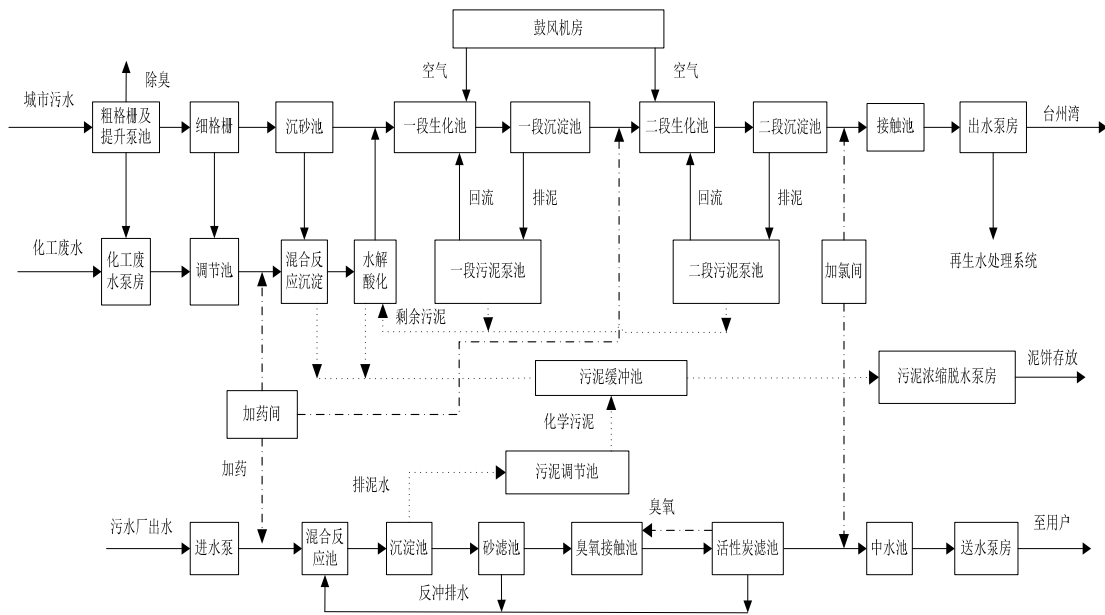 鼓风机房
空气
空气
除臭
城市污水
粗格栅及
提升泵池
细格栅
沉砂池
一段生化池
一段沉淀池
二段生化池
二段沉淀池
接触池
出水泵房
台州湾
回流
排泥
回流
排泥
化工废水
化工废
水泵房
调节池
混合反
应沉淀
水解
酸化
一段污泥泵池
二段污泥泵池
加氯间
再生水处理系统
剩余污泥
污泥缓冲池
污泥浓缩脱水泵房
泥饼存放
加药间
化学污泥
加药
排泥水
污泥调节池
臭氧
污水厂出水
进水泵
混合反
应池
沉淀池
砂滤池
臭氧接触池
活性炭滤池
中水池
送水泵房
至用户
反冲排水